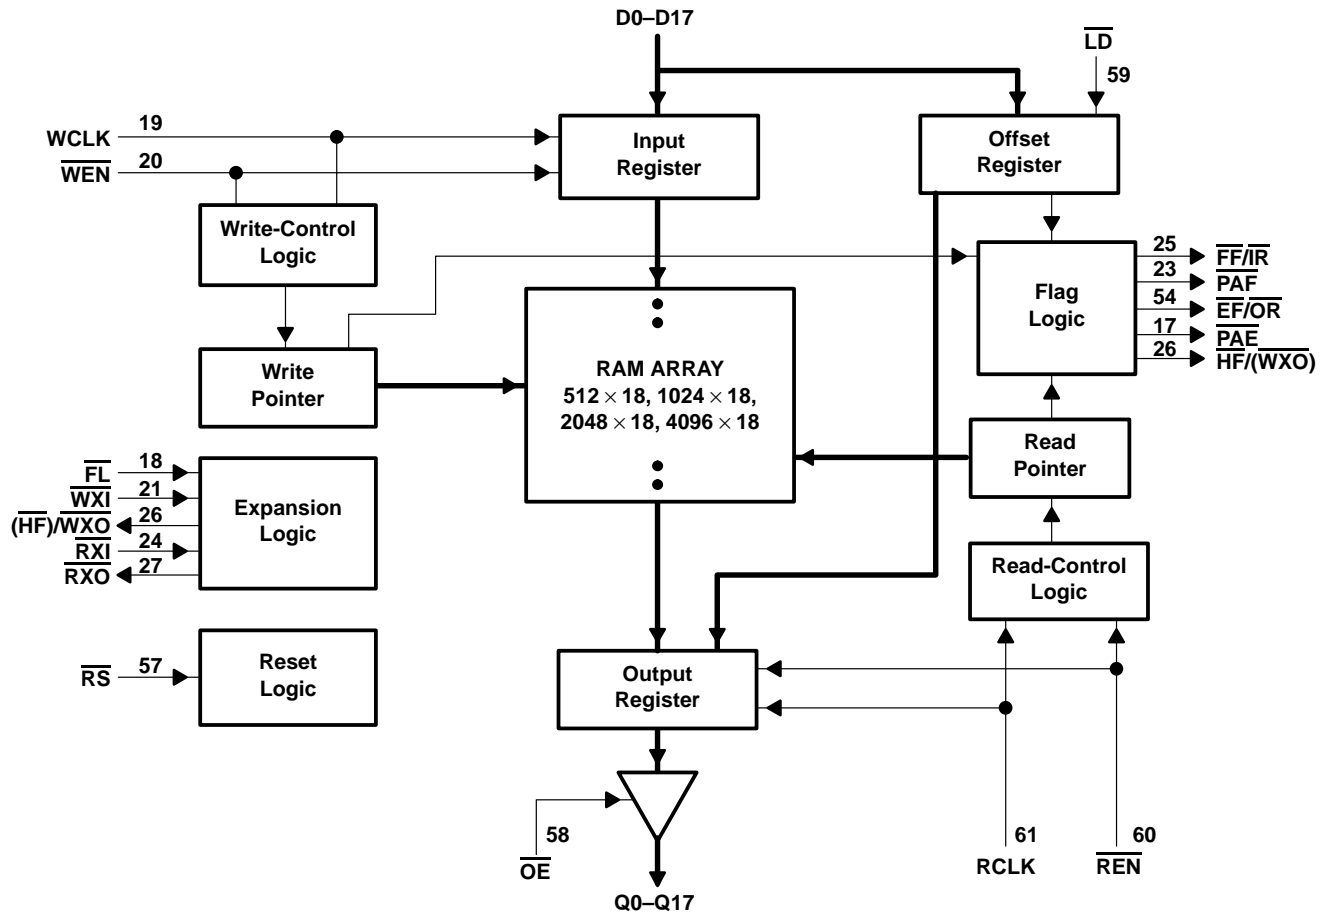 D0–D17
LD
59
WCLK
19
WEN
20
Input
Register
Offset
Register
Write-Control
Logic
Flag
Logic
25
FF/IR
23
PAF
54
EF/OR
17
PAE
26
HF/(WXO)
Write
Pointer
RAM ARRAY
512 × 18, 1024 × 18,
2048 × 18, 4096 × 18
Read
Pointer
FL
18
WXI
21
(HF)/WXO
26
RXI
24
RXO
27
Expansion
Logic
Read-Control
Logic
RS
57
Reset
Logic
Output
Register
58
OE
61
RCLK
60
REN
Q0–Q17